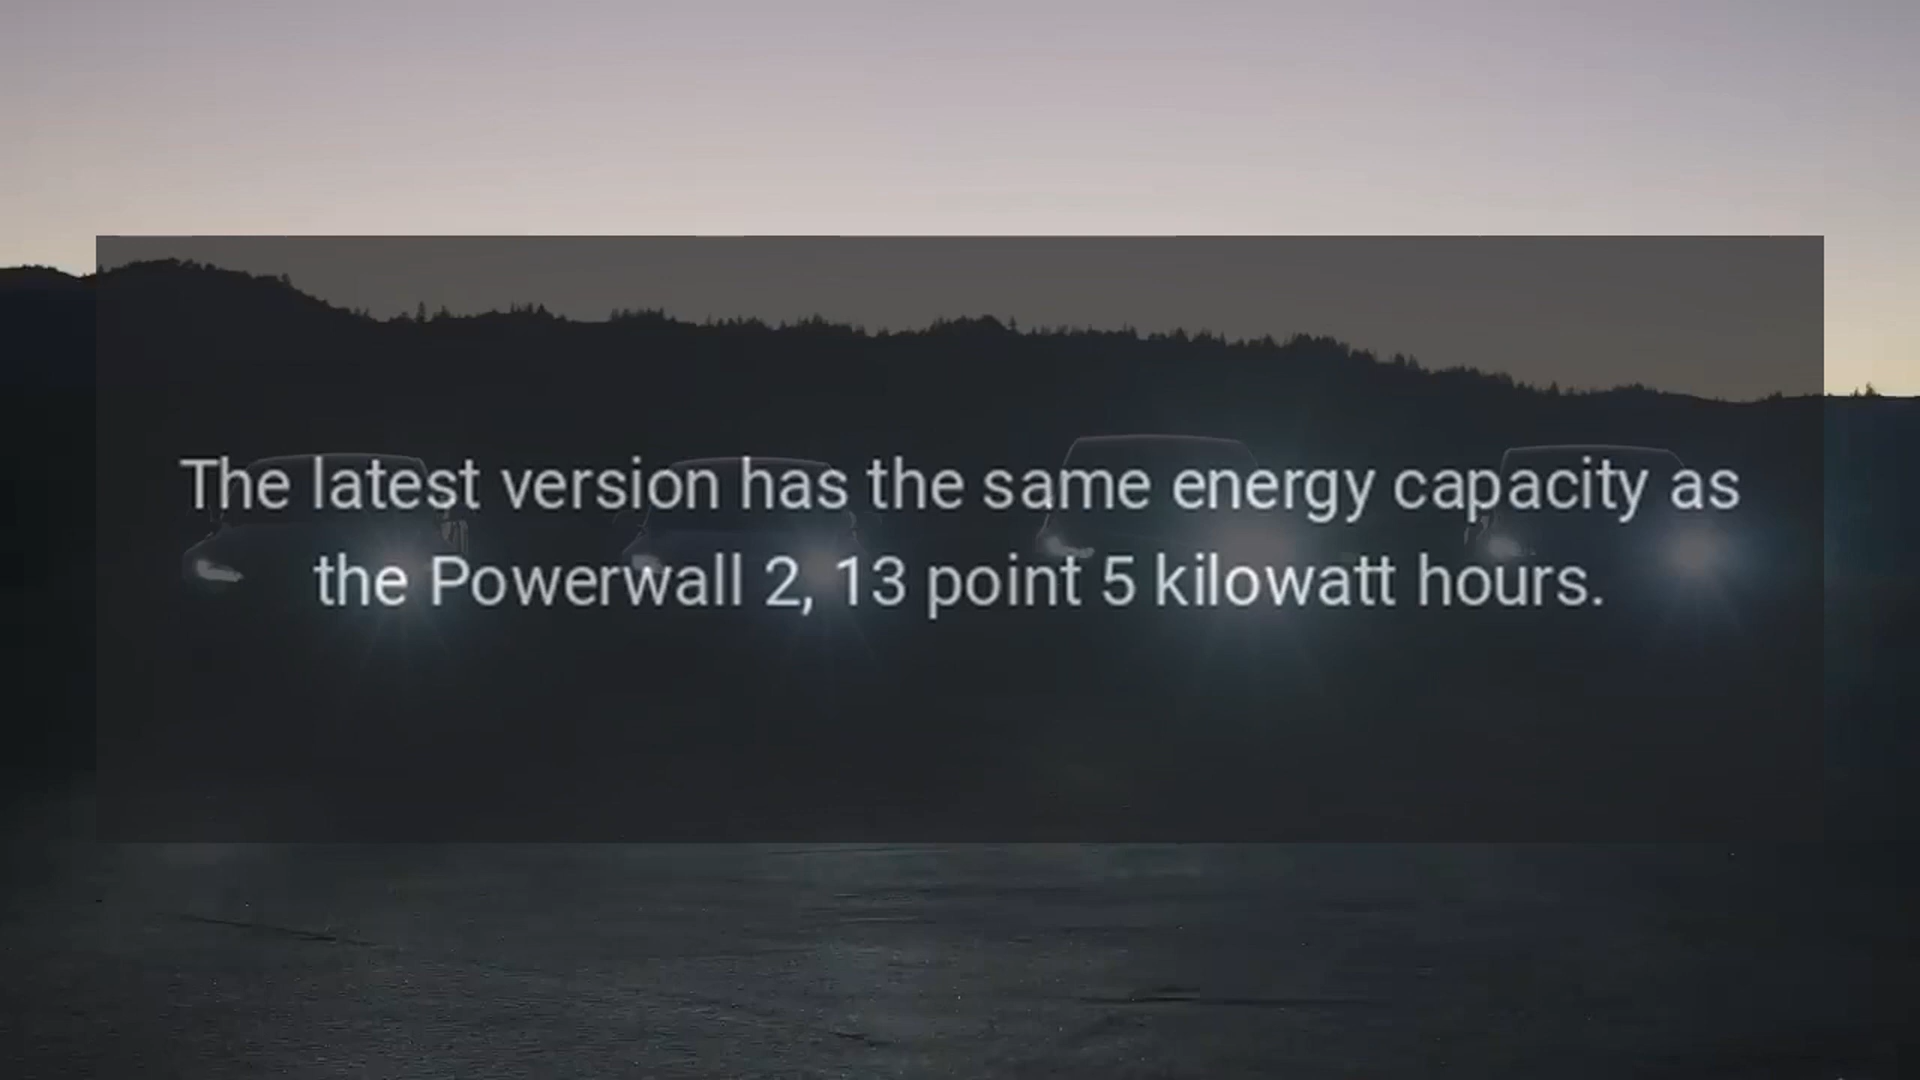 The latest version has the same energy capacity as
the Powerwall 2, 13 point 5 kilowatt hours.